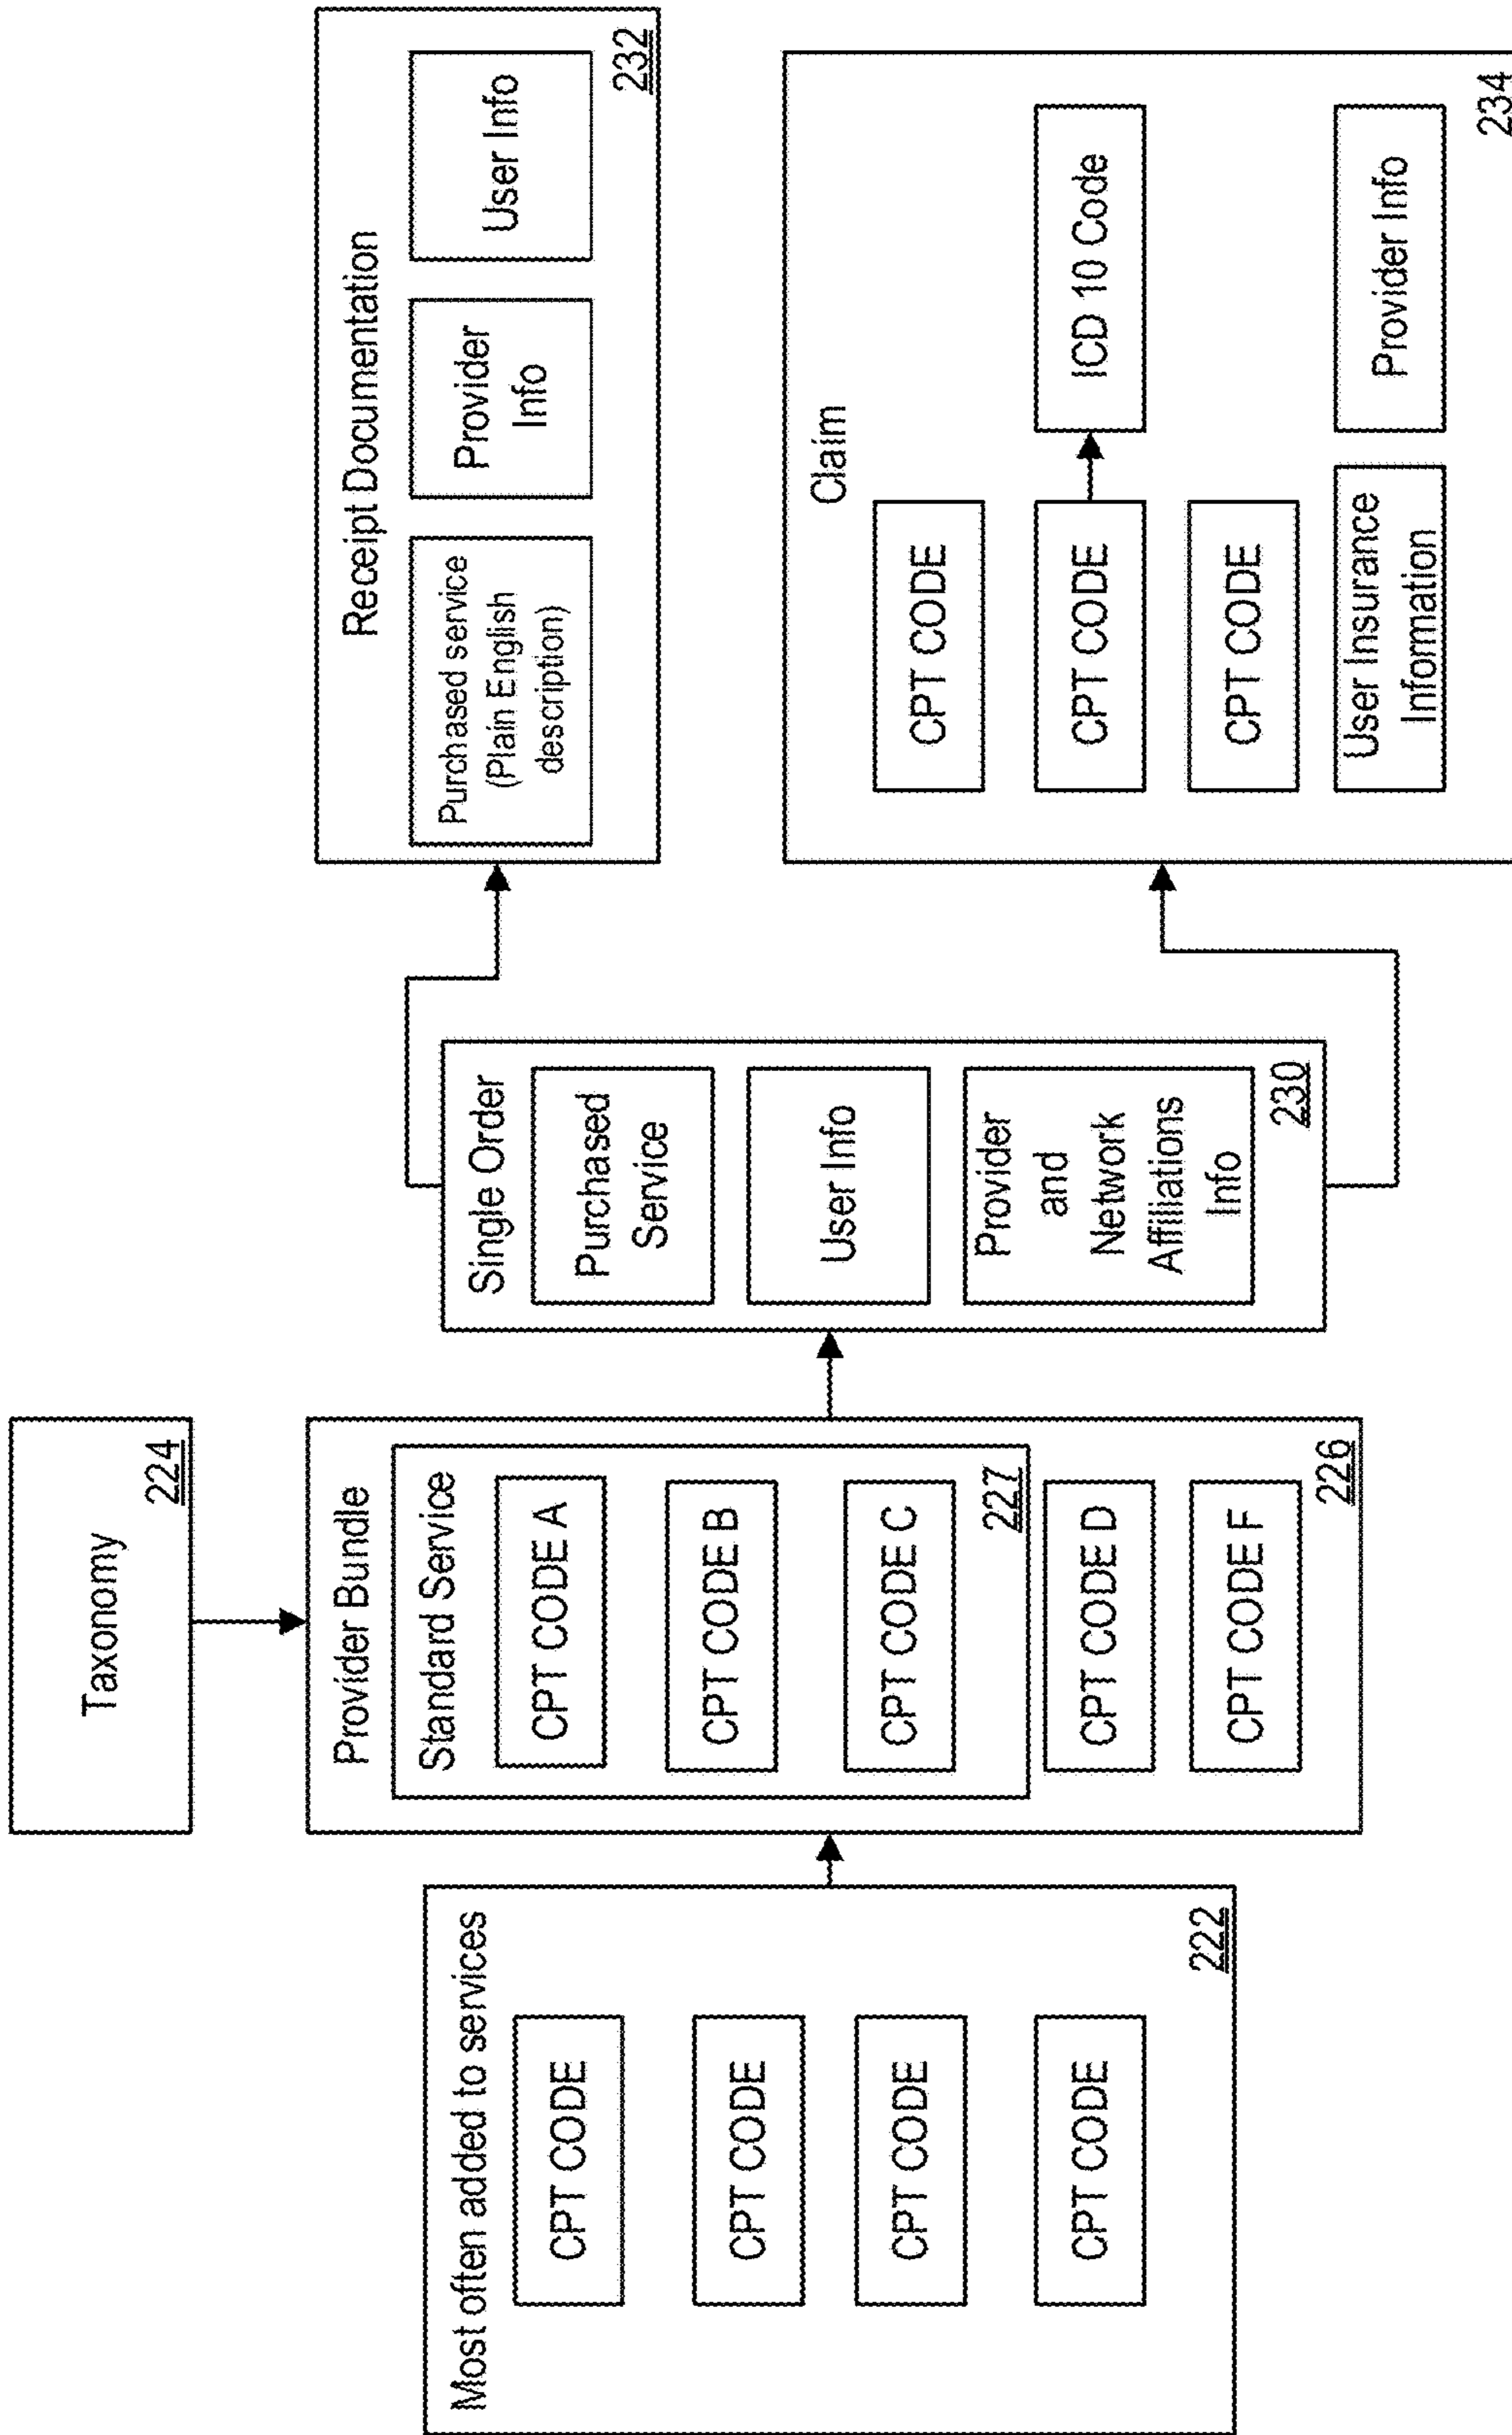 Most often added to services
CPT CODE
CPT CODE
CPT CODE
CPT CODE
222
Taxonomy
224
Provider Bundle
Standard Service
CPT CODE A
CPT CODE B
CPT CODE C
227
CPT CODE D
CPT CODE F
226
Single Order
Purchased
Service
User Info
Provider
and
Network
Affiliations
Info
230
Receipt Documentation
Purchased service
(Plain English
description)
Provider
Info
User Info
232
Claim
CPT CODE
CPT CODE
ICD 10 Code
CPT CODE
User Insurance
Information
Provider Info
234